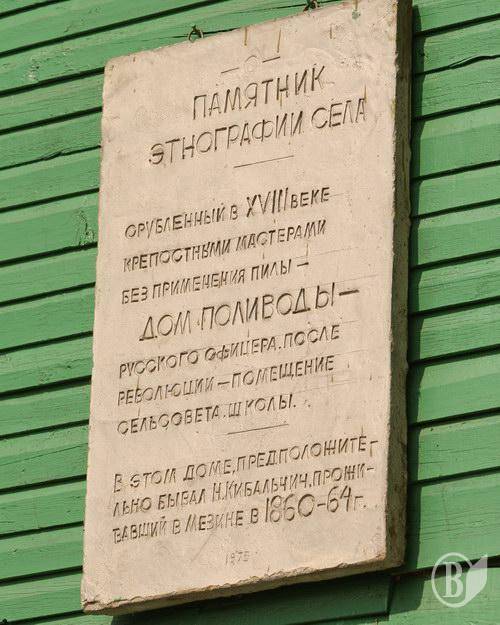 ПАМЯТНИК
ЭТНОГРАФИИ СЕЛА
СРУБЛЕННЫЙ В XVIII ВЕКЕ
КРЕПОСТНЫМИ МАСТЕРАМИ
БЕЗ ПРИМЕНЕНИЯ ПИЛЫ —
ДОМ ПОЛИВОДЫ —
РУССКОГО ОФИЦЕРА. ПОСЛЕ
РЕВОЛЮЦИИ — ПОМЕЩЕНИЕ
СЕЛЬСОВЕТА. ШКОЛЫ.
В ЭТОМ ДОМЕ, ПРЕДПОЛОЖИТЕ-
ЛЬНО БЫВАЛ Н. КИБАЛЬЧИЧ, ПРОЖИ-
ВАВШИЙ В МЕЗИНЕ В 1860-64 г.
1975
В